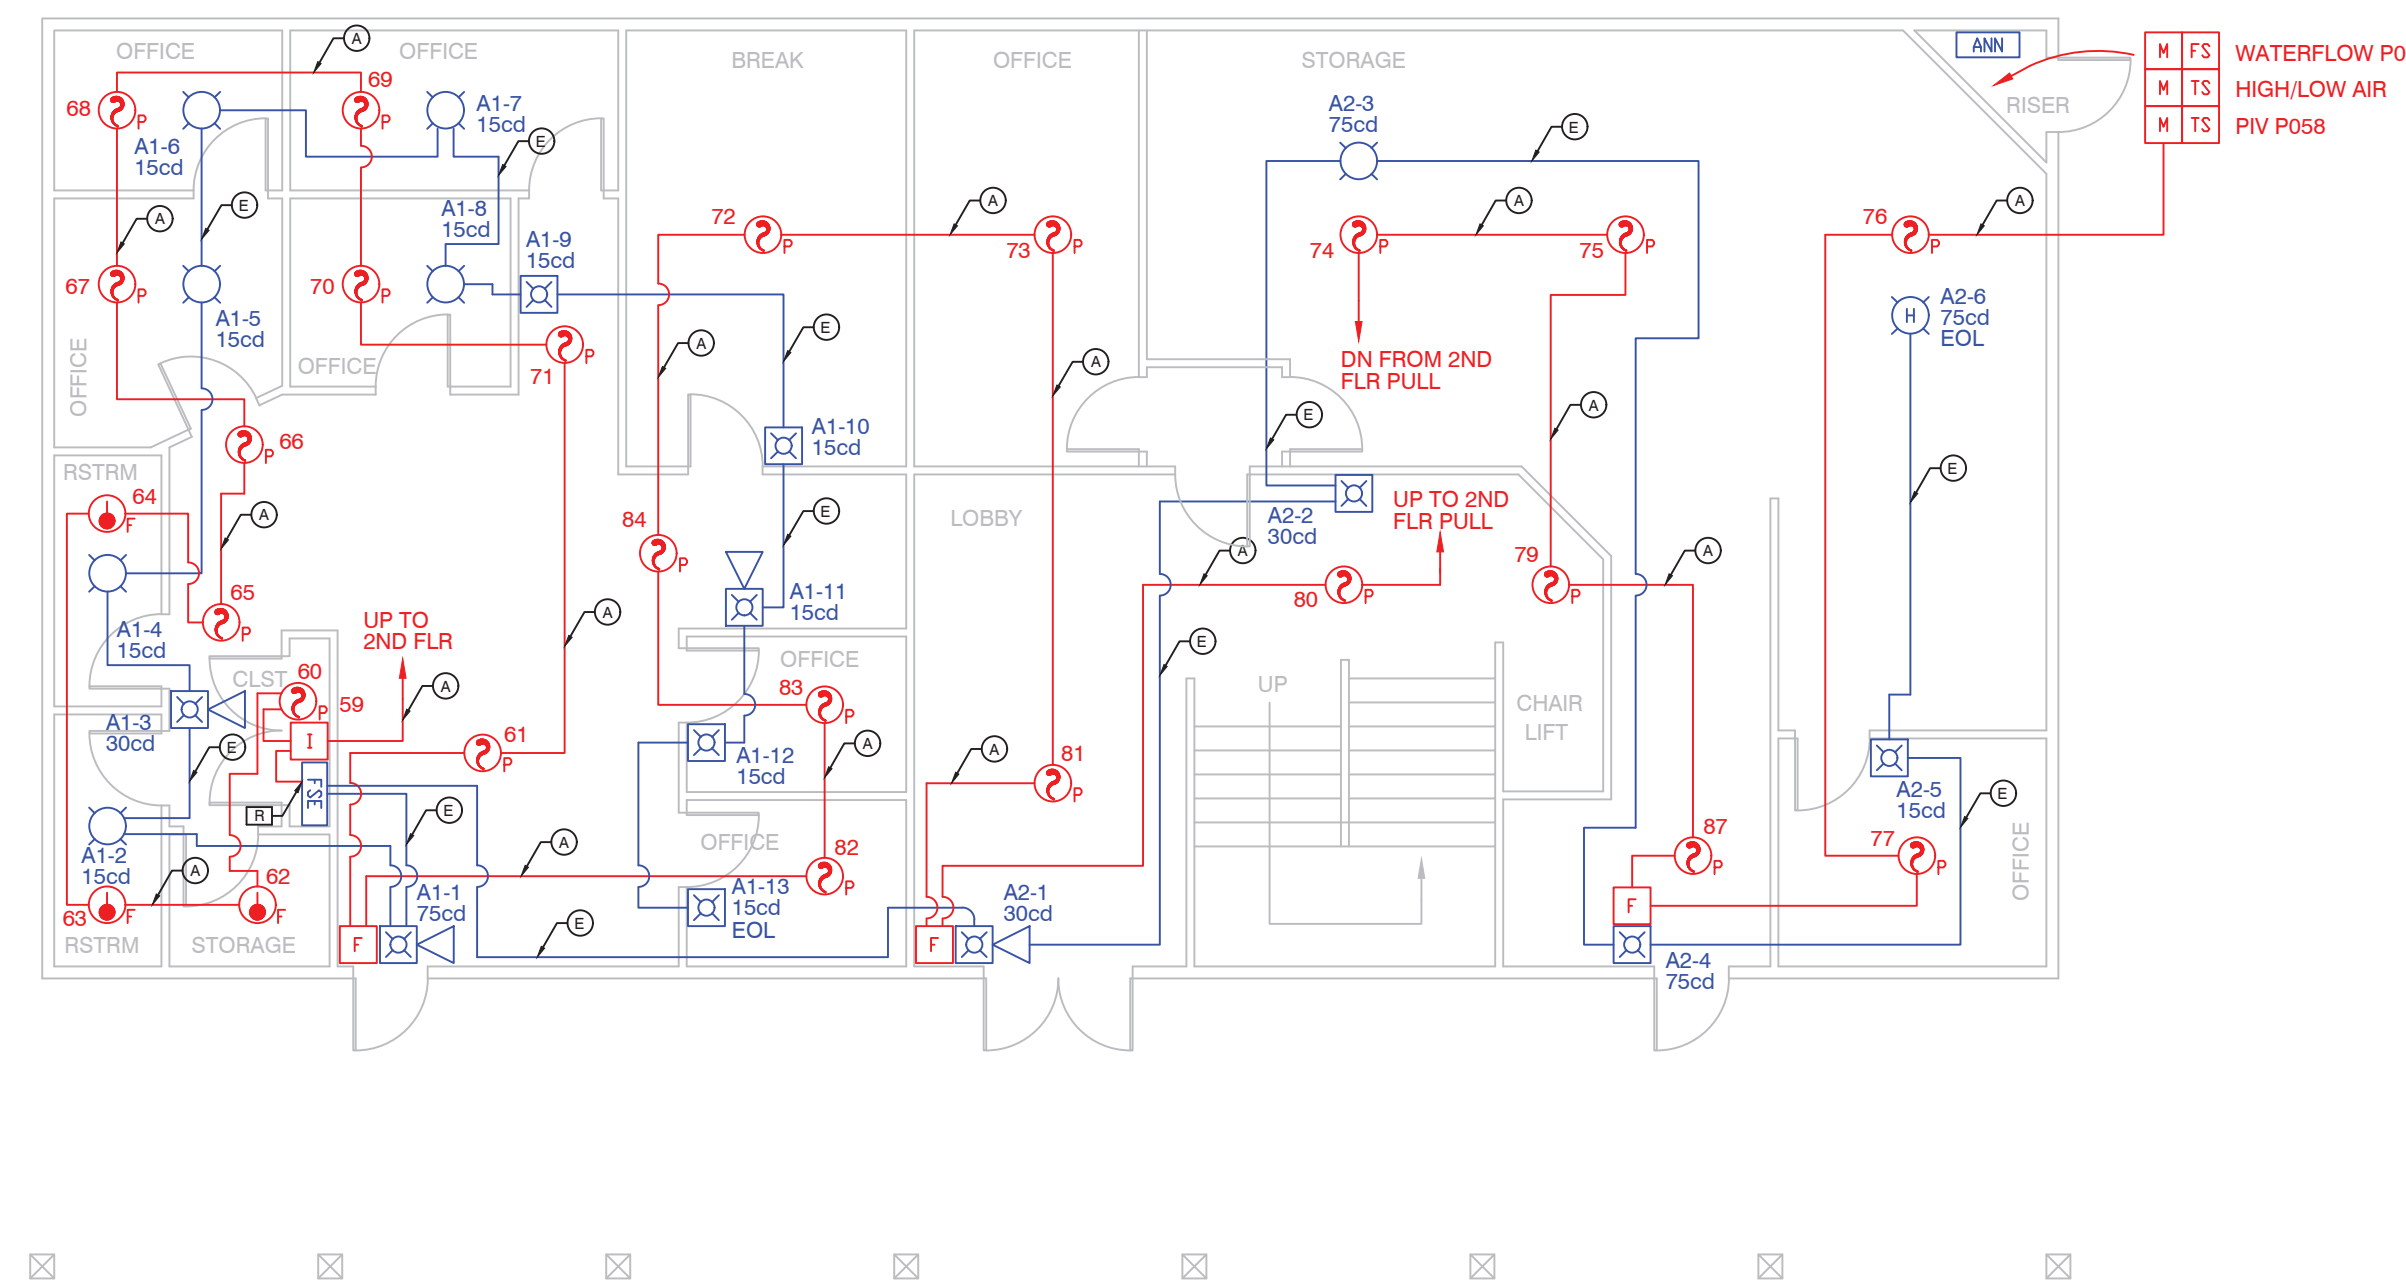 OFFICE
A
OFFICE
BREAK
OFFICE
STORAGE
ANN
M FS WATERFLOW P0
M TS HIGH/LOW AIR
M TS PIV P058
RISER
68
P
A1-6
15cd
69
P
A1-7
15cd
E
A2-3
75cd
E
A
E
67
P
A1-5
15cd
OFFICE
A1-8
15cd
A1-9
15cd
70
P
OFFICE
71
P
72
P
A
73
P
74
P
A
75
P
76
P
A
DN FROM 2ND
FLR PULL
A2-6
75cd
EOL
H
E
A
A
A
E
66
P
RSTRM
64
F
A
A1-10
15cd
E
84
P
LOBBY
A2-2
30cd
UP TO 2ND
FLR PULL
A
E
65
P
A1-4
15cd
UP TO
2ND FLR
A
A1-11
15cd
80
P
79
P
A
E
CLST
60
P
59
I
A
OFFICE
83
P
UP
CHAIR
LIFT
A1-3
30cd
E
61
P
A1-12
15cd
A
A
81
P
A2-5
15cd
E
FSE
R
E
A
OFFICE
82
P
87
P
77
P
OFFICE
A1-2
15cd
A
62
F
63
F
RSTRM
STORAGE
F
A1-1
75cd
E
A1-13
15cd
EOL
F
A2-1
30cd
F
A2-4
75cd